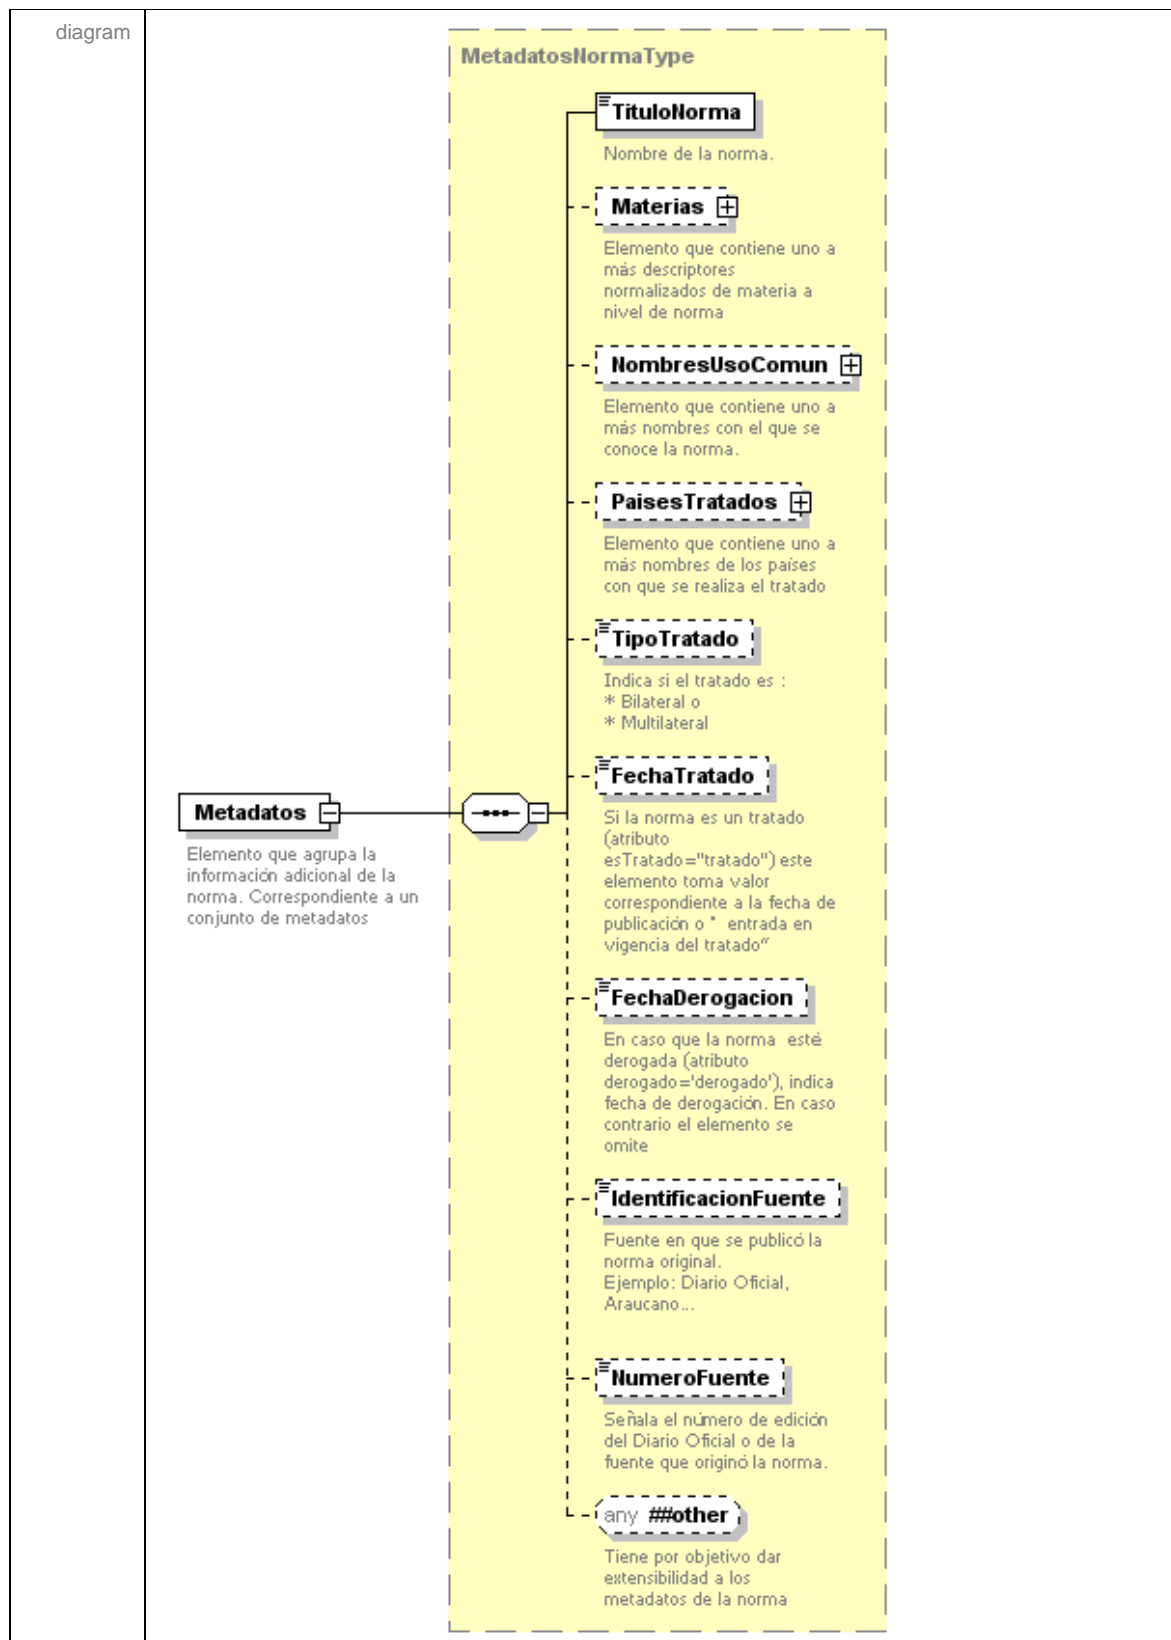 diagram
MetadatosNormaType
TituloNorma
Nombre de la norma.
Materias
Elemento que contiene uno a
más descriptores
normalizados de materia a
nivel de norma
NombresUsoComun
Elemento que contiene uno a
más nombres con el que se
conoce la norma.
PaisesTratados
Elemento que contiene uno a
más nombres de los países
con que se realiza el tratado
TipoTratado
Indica si el tratado es :
* Bilateral o
* Multilateral
FechaTratado
Si la norma es un tratado
(atributo
esTratado="tratado") este
elemento toma valor
correspondiente a la fecha de
publicación o " entrada en
vigencia del tratado"
Metadatos
Elemento que agrupa la
información adicional de la
norma. Correspondiente a un
conjunto de metadatos
FechaDerogacion
En caso que la norma esté
derogada (atributo
derogado='derogado'), indica
fecha de derogación. En caso
contrario el elemento se
omite
IdentificacionFuente
Fuente en que se publicó la
norma original.
Ejemplo: Diario Oficial,
Araucano...
NumeroFuente
Señala el número de edición
del Diario Oficial o de la
fuente que originó la norma.
any ##other
Tiene por objetivo dar
extensibilidad a los
metadatos de la norma